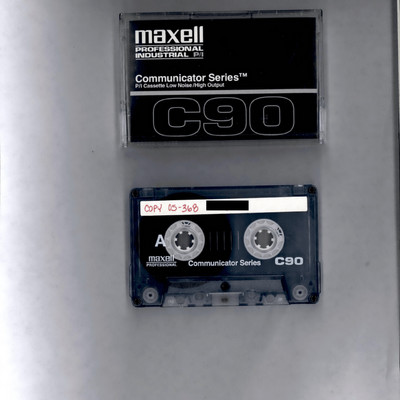 maxell
PROFESSIONAL
INDUSTRIAL P/I
Communicator Series™
P/I Cassette Low Noise/High Output
C90
COPY 05-368
A
maxell
PROFESSIONAL
Communicator Series
C90